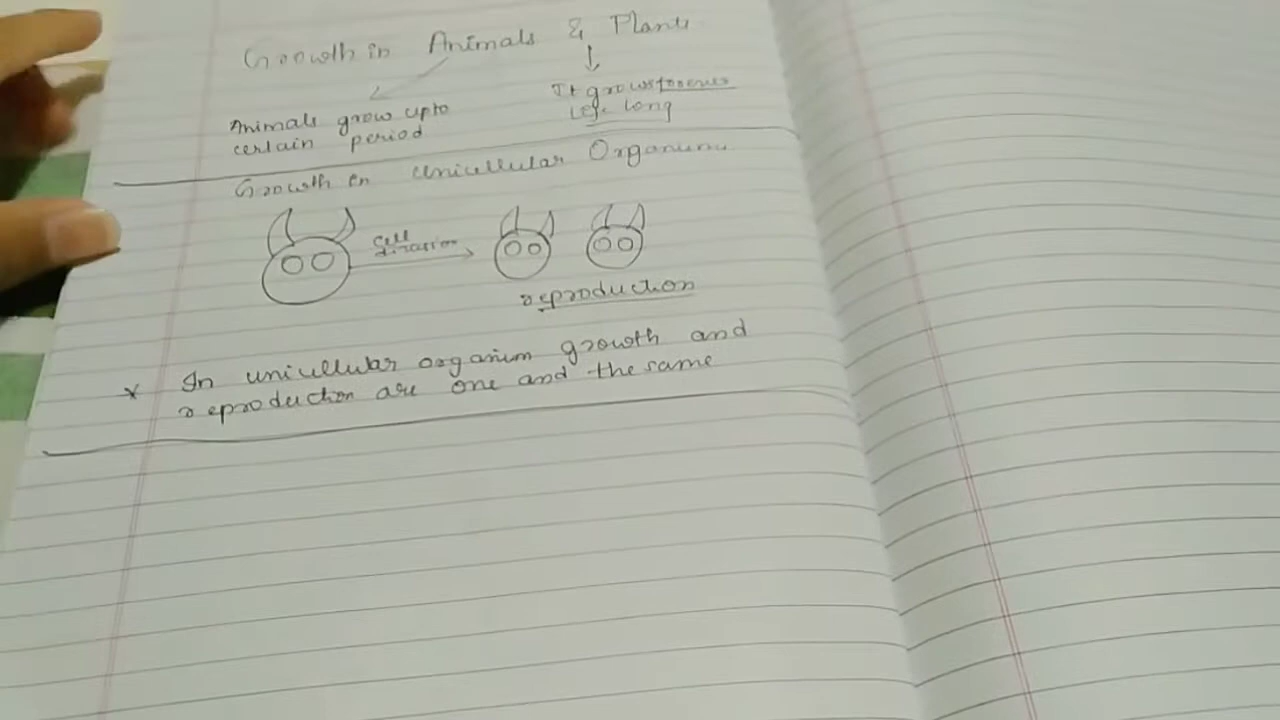 Growth in Animals & Plants
Animals grow upto
certain period
It grows
life long
Growth in unicellular Organism
Cell
division
reproduction
* In unicellular organism growth and
reproduction are one and the same